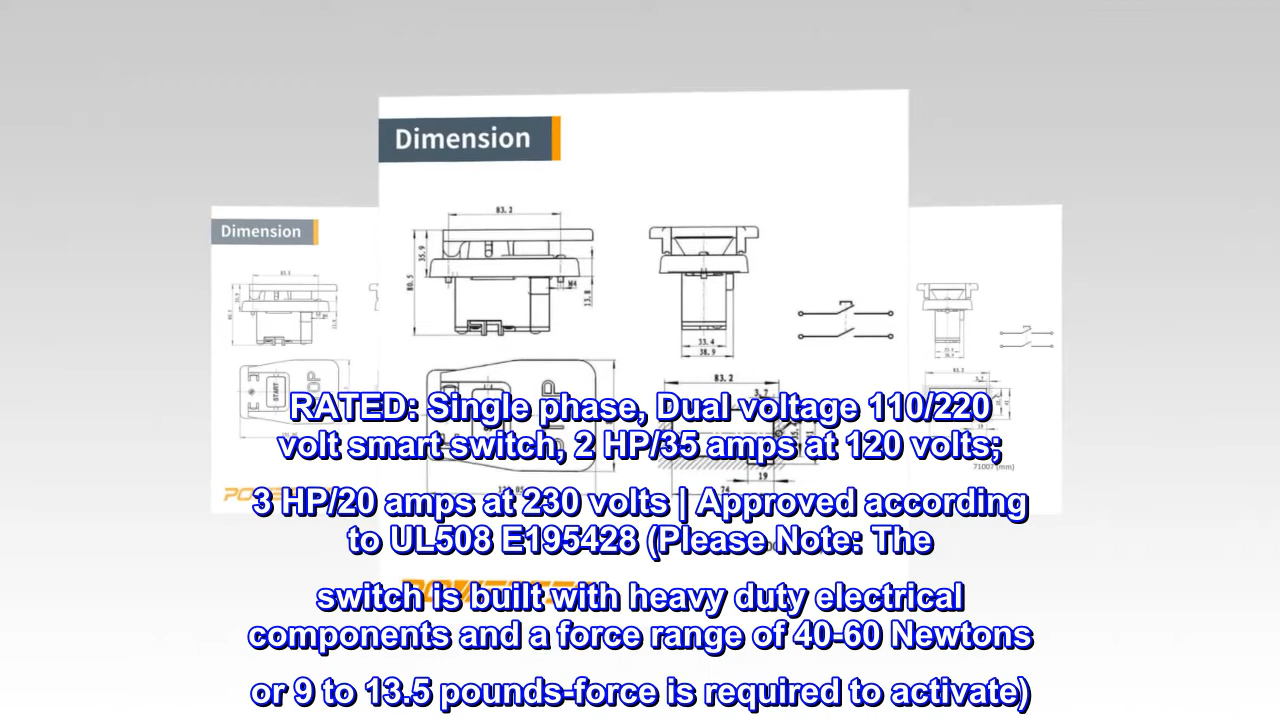 Dimension
83.2
35.9
80.5
M4
13.8
33.4
38.9
Dimension
START
83.2
3.2
19
74
71007 (mm)
RATED: Single phase, Dual voltage 110/220
volt smart switch, 2 HP/35 amps at 120 volts;
3 HP/20 amps at 230 volts | Approved according
to UL508 E195428 (Please Note: The
switch is built with heavy duty electrical
components and a force range of 40-60 Newtons
or 9 to 13.5 pounds-force is required to activate)